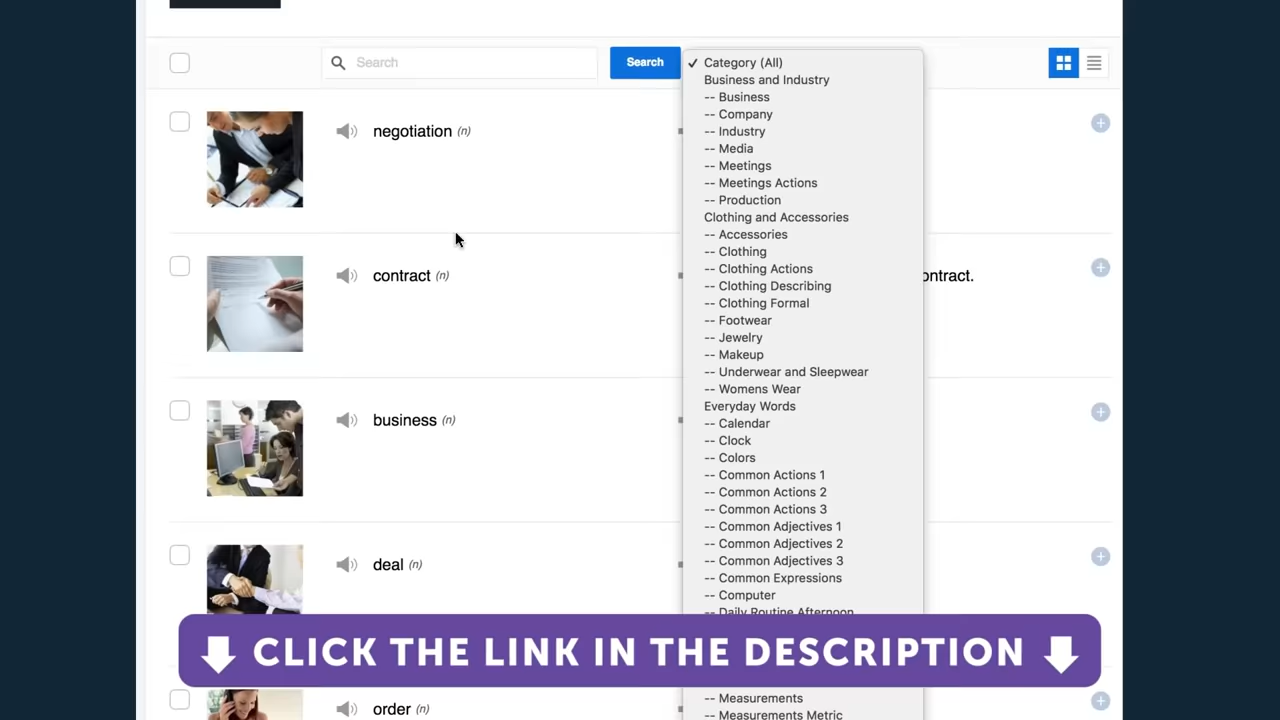 Search
Search
✓ Category (All)
Business and Industry
-- Business
-- Company
-- Industry
-- Media
-- Meetings
-- Meetings Actions
-- Production
Clothing and Accessories
-- Accessories
-- Clothing
-- Clothing Actions
-- Clothing Describing
-- Clothing Formal
-- Footwear
-- Jewelry
-- Makeup
-- Underwear and Sleepwear
-- Womens Wear
Everyday Words
-- Calendar
-- Clock
-- Colors
-- Common Actions 1
-- Common Actions 2
-- Common Actions 3
-- Common Adjectives 1
-- Common Adjectives 2
-- Common Adjectives 3
-- Common Expressions
-- Computer
-- Daily Routine Afternoon
-- Measurements
-- Measurements Metric
negotiation (n)
contract (n)
ontract.
business (n)
deal (n)
CLICK THE LINK IN THE DESCRIPTION
order (n)